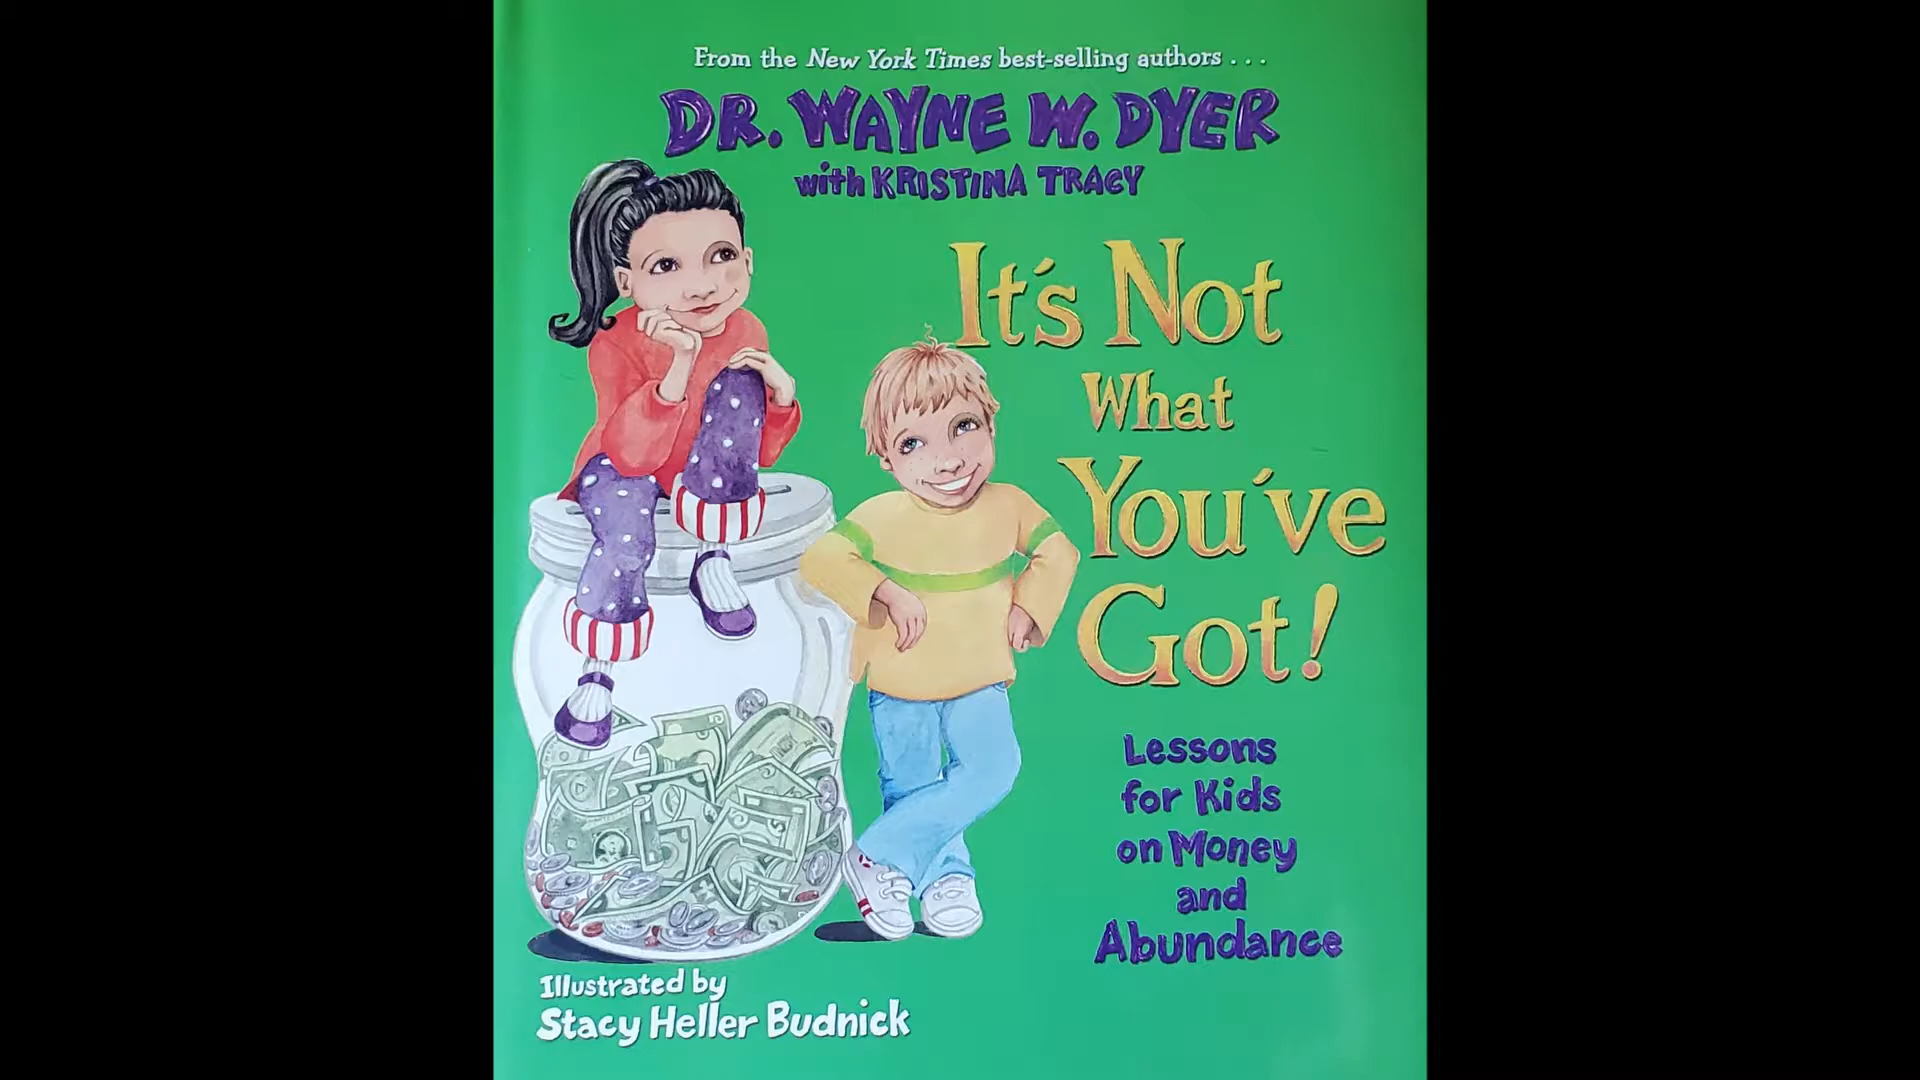 From the New York Times best-selling authors . . .
DR. WAYNE W. DYER
with KRISTINA TRACY
It's Not
What
You've
Got!
Lessons
for Kids
on Money
and
Abundance
Illustrated by
Stacy Heller Budnick